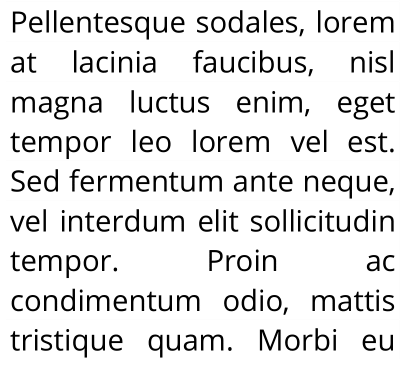 Pellentesque sodales, lorem
at lacinia faucibus, nisl
magna luctus enim, eget
tempor leo lorem vel est.
Sed fermentum ante neque,
vel interdum elit sollicitudin
tempor. Proin ac
condimentum odio, mattis
tristique quam. Morbi eu